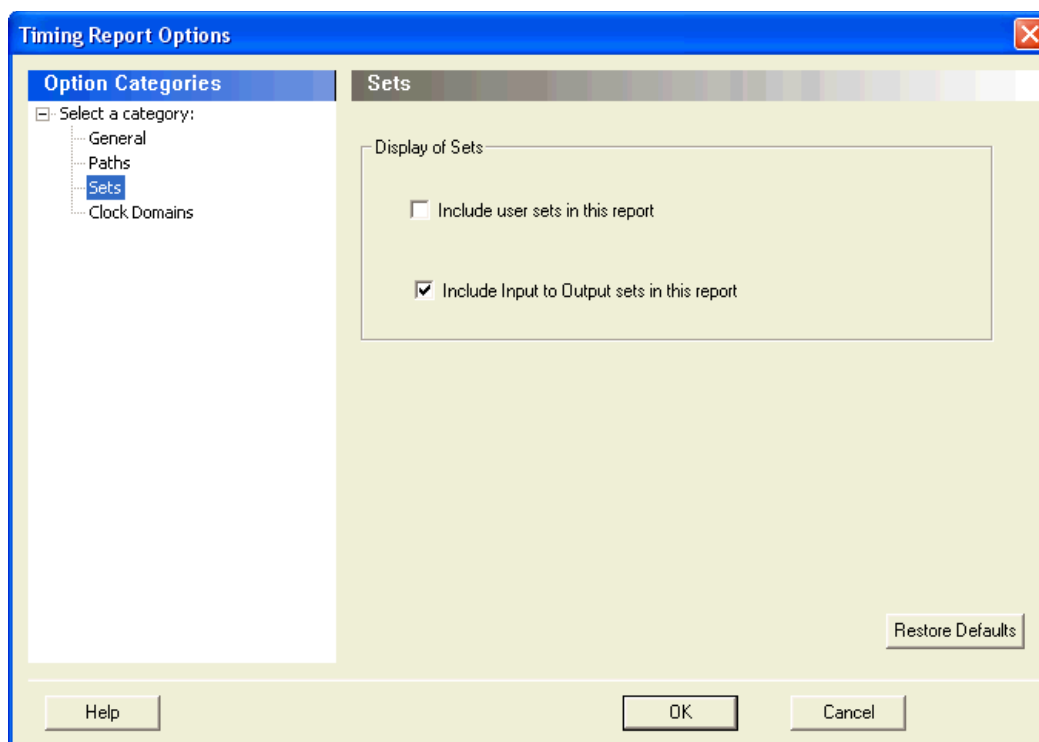 Timing Report Options
Option Categories
Select a category:
General
Paths
Sets
Clock Domains
Sets
Display of Sets
Include user sets in this report
Include Input to Output sets in this report
Restore Defaults
Help
OK
Cancel